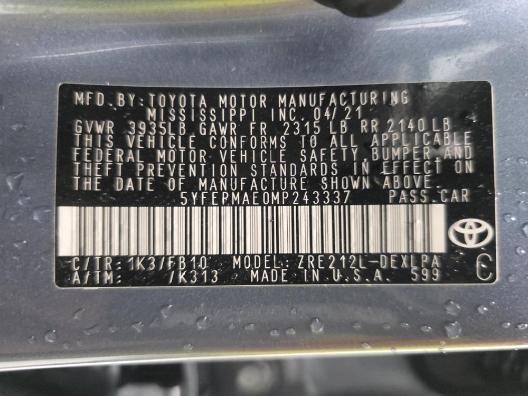 MFD. BY: TOYOTA MOTOR MANUFACTURING
MISSISSIPPI INC. 04/21
GVWR 3935LB GAWR FR 2315 LB RR 2140 LB
THIS VEHICLE CONFORMS TO ALL APPLICABLE
FEDERAL MOTOR VEHICLE SAFETY, BUMPER AND
THEFT PREVENTION STANDARDS IN EFFECT ON THE
DATE OF MANUFACTURE SHOWN ABOVE.
5YFEPMAE0MP243337 PASS.CAR
C/TR: 1K3/FB10 MODEL: ZRE212L-DEXLPA
A/TM: /K313 MADE IN U.S.A. 599